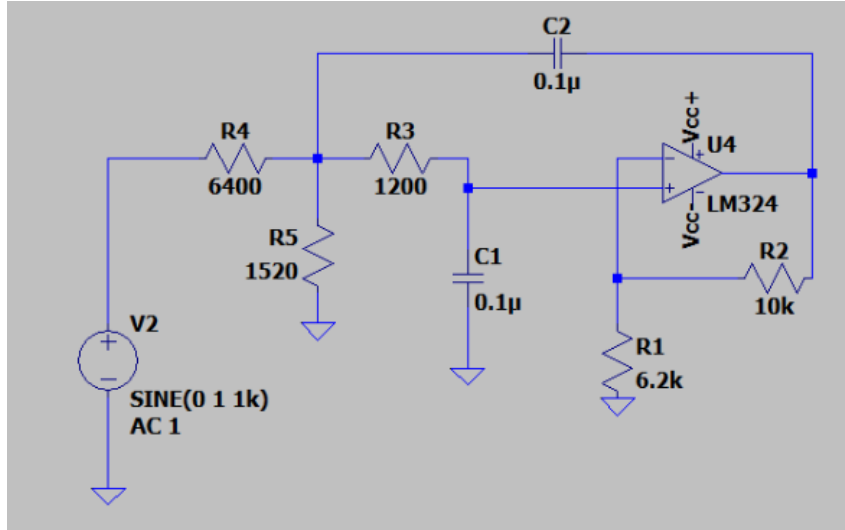 C2
0.1µ
R4
6400
R3
1200
Vcc+
U4
LM324
Vcc-
R5
1520
C1
0.1µ
R2
10k
V2
SINE(0 1 1k)
AC 1
R1
6.2k